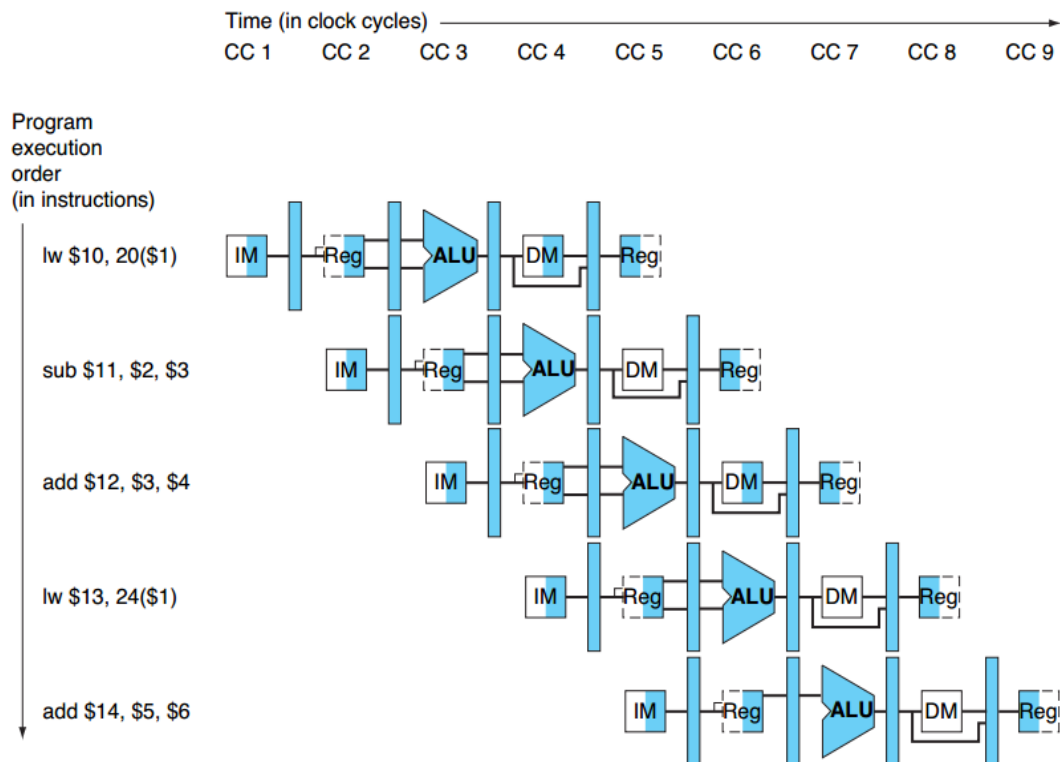 Time (in clock cycles)
CC 1 CC 2 CC 3 CC 4 CC 5 CC 6 CC 7 CC 8 CC 9
Program
execution
order
(in instructions)
lw $10, 20($1) IM Reg ALU DM Reg
sub $11, $2, $3 IM Reg ALU DM Reg
add $12, $3, $4 IM Reg ALU DM Reg
lw $13, 24($1) IM Reg ALU DM Reg
add $14, $5, $6 IM Reg ALU DM Reg